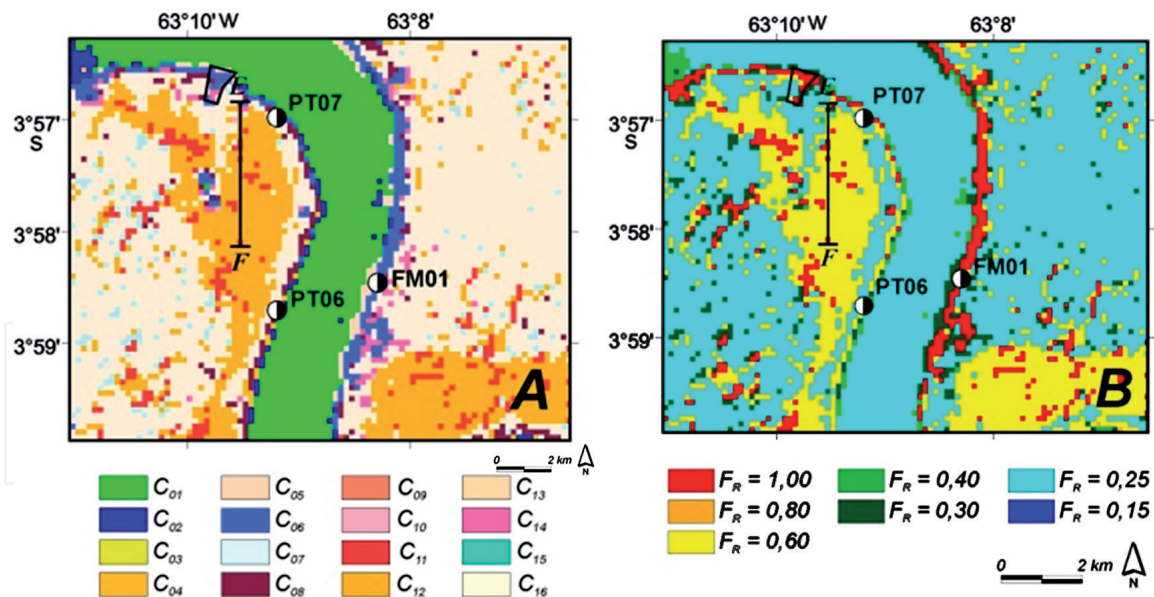 63°10' W 63°8'
3°57'
S
3°58'
3°59'
E
PT07
F
PT06
FM01
A
0 2 km
N
C01 C05 C09 C13
C02 C06 C10 C14
C03 C07 C11 C15
C04 C08 C12 C16
63°10' W 63°8'
3°57'
S
3°58'
3°59'
E
PT07
F
PT06
FM01
B
FR = 1,00 FR = 0,40 FR = 0,25
FR = 0,80 FR = 0,30 FR = 0,15
FR = 0,60
0 2 km
N